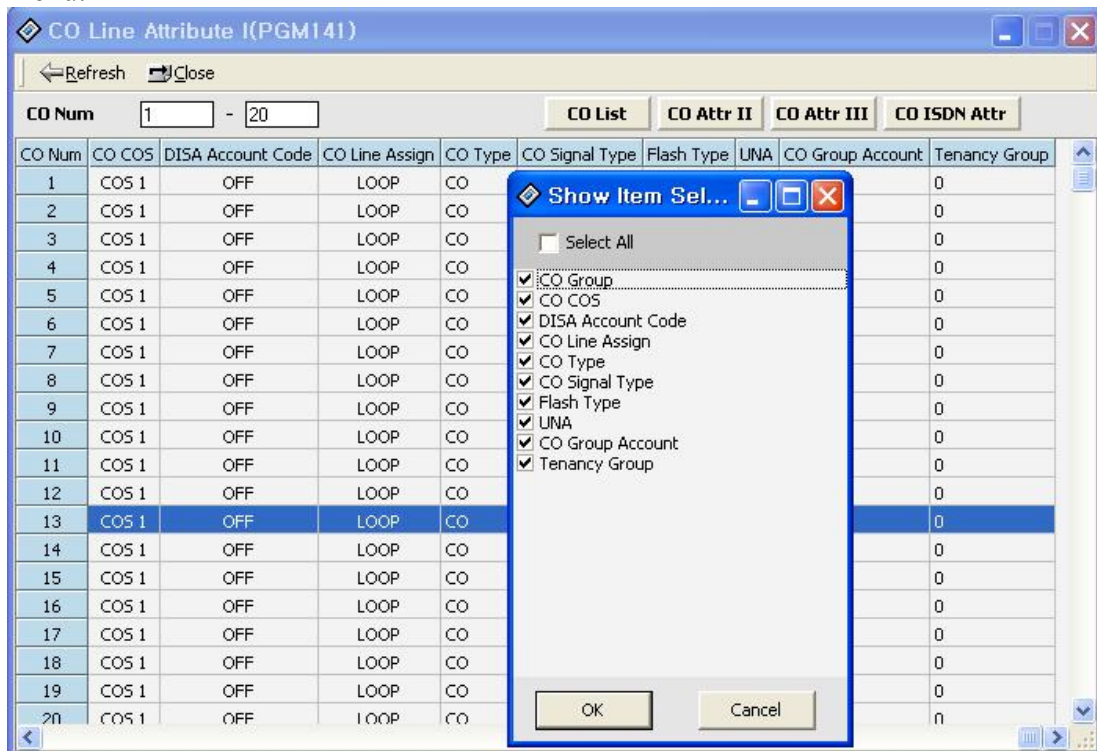 CO Line Attribute I(PGM141)
Refresh Close
CO Num 1 - 20 CO List CO Attr II CO Attr III CO ISDN Attr
CO Num CO COS DISA Account Code CO Line Assign CO Type CO Signal Type Flash Type UNA CO Group Account Tenancy Group
1 COS 1 OFF LOOP CO 0
2 COS 1 OFF LOOP CO 0
3 COS 1 OFF LOOP CO 0
4 COS 1 OFF LOOP CO 0
5 COS 1 OFF LOOP CO 0
6 COS 1 OFF LOOP CO 0
7 COS 1 OFF LOOP CO 0
8 COS 1 OFF LOOP CO 0
9 COS 1 OFF LOOP CO 0
10 COS 1 OFF LOOP CO 0
11 COS 1 OFF LOOP CO 0
12 COS 1 OFF LOOP CO 0
13 COS 1 OFF LOOP CO 0
14 COS 1 OFF LOOP CO 0
15 COS 1 OFF LOOP CO 0
16 COS 1 OFF LOOP CO 0
17 COS 1 OFF LOOP CO 0
18 COS 1 OFF LOOP CO 0
19 COS 1 OFF LOOP CO 0
20 COS 1 OFF LOOP CO 0
Show Item Sel...
Select All
CO Group
CO COS
DISA Account Code
CO Line Assign
CO Type
CO Signal Type
Flash Type
UNA
CO Group Account
Tenancy Group
OK Cancel